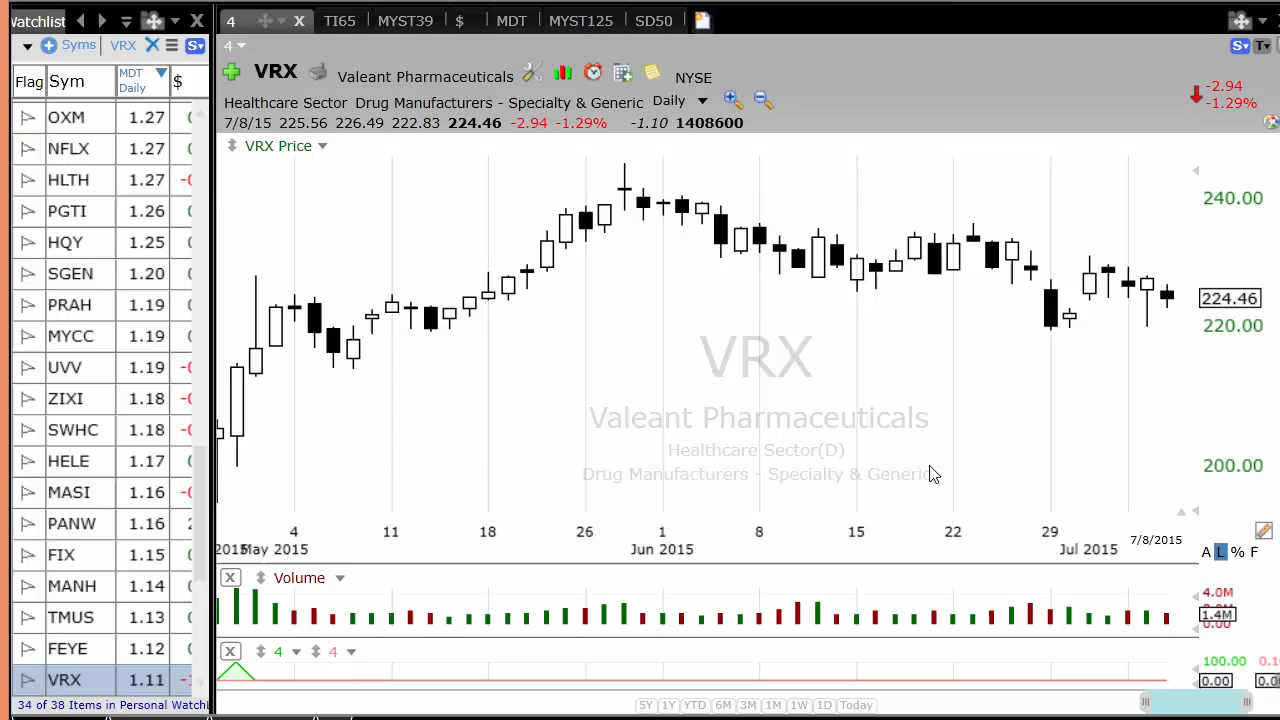 Watchlist
4 TI65 MYST39 $ MDT MYST125 SD50
Syms VRX S
4 S T
Flag Sym MDT Daily $
VRX Valeant Pharmaceuticals NYSE
Healthcare Sector Drug Manufacturers - Specialty & Generic Daily
7/8/15 225.56 226.49 222.83 224.46 -2.94 -1.29% -1.10 1408600
-2.94
-1.29%
VRX Price
OXM 1.27
NFLX 1.27
HLTH 1.27
PGTI 1.26
HQY 1.25
SGEN 1.20
PRAH 1.19
MYCC 1.19
UVV 1.19
ZIXI 1.18
SWHC 1.18
HELE 1.17
MASI 1.16
PANW 1.16
FIX 1.15
MANH 1.14
TMUS 1.13
FEYE 1.12
VRX 1.11
34 of 38 Items in Personal Watchl
240.00
224.46
220.00
200.00
VRX
Valeant Pharmaceuticals
Healthcare Sector(D)
Drug Manufacturers - Specialty & Generic
4 11 18 26 1 8 15 22 29
2015 May 2015 Jun 2015 Jul 2015 7/8/2015
A L % F
X Volume
4.0M
1.4M
0.00
X 4 4
100.00
0.00
5Y 1Y YTD 6M 3M 1M 1W 1D Today